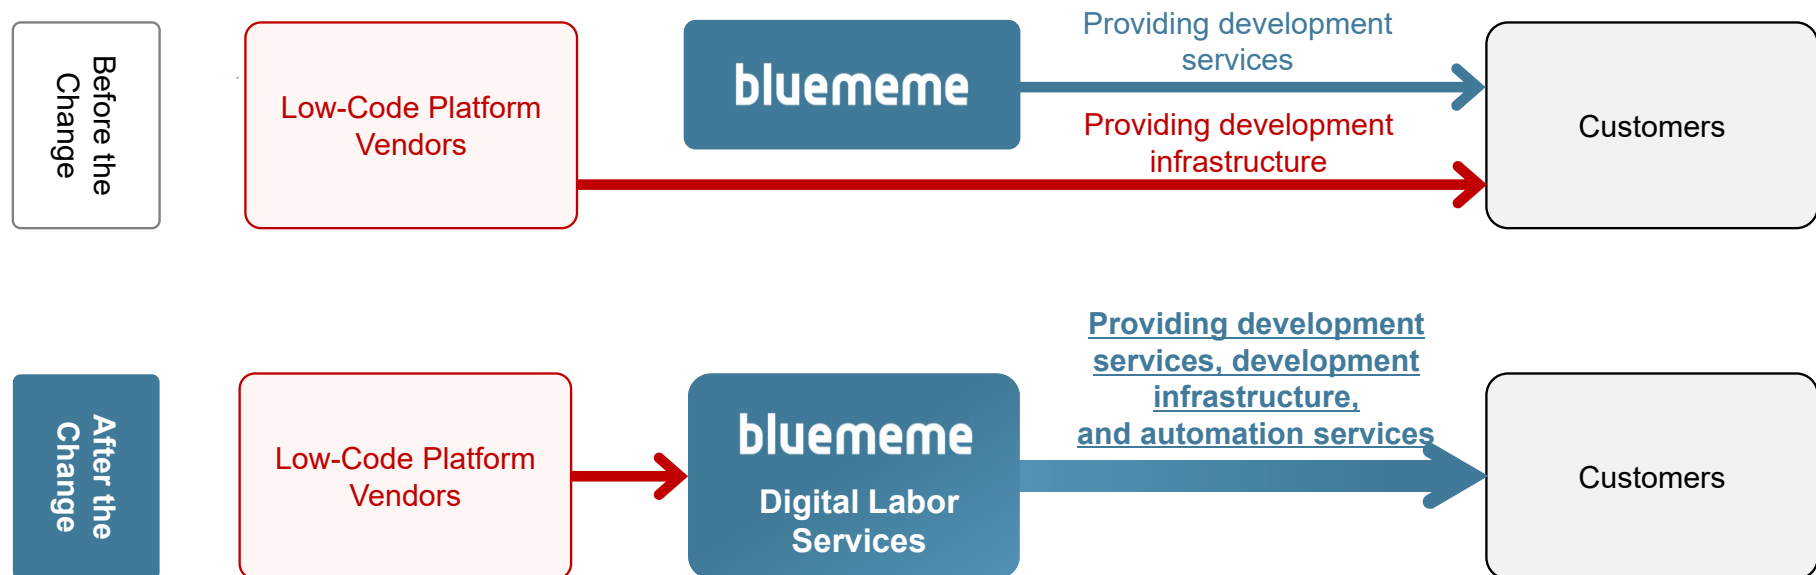 Before the
Change
Low-Code Platform
Vendors
bluememe
Providing development
services
Providing development
infrastructure
Customers
After the
Change
Low-Code Platform
Vendors
bluememe
Digital Labor
Services
Providing development
services, development
infrastructure,
and automation services
Customers